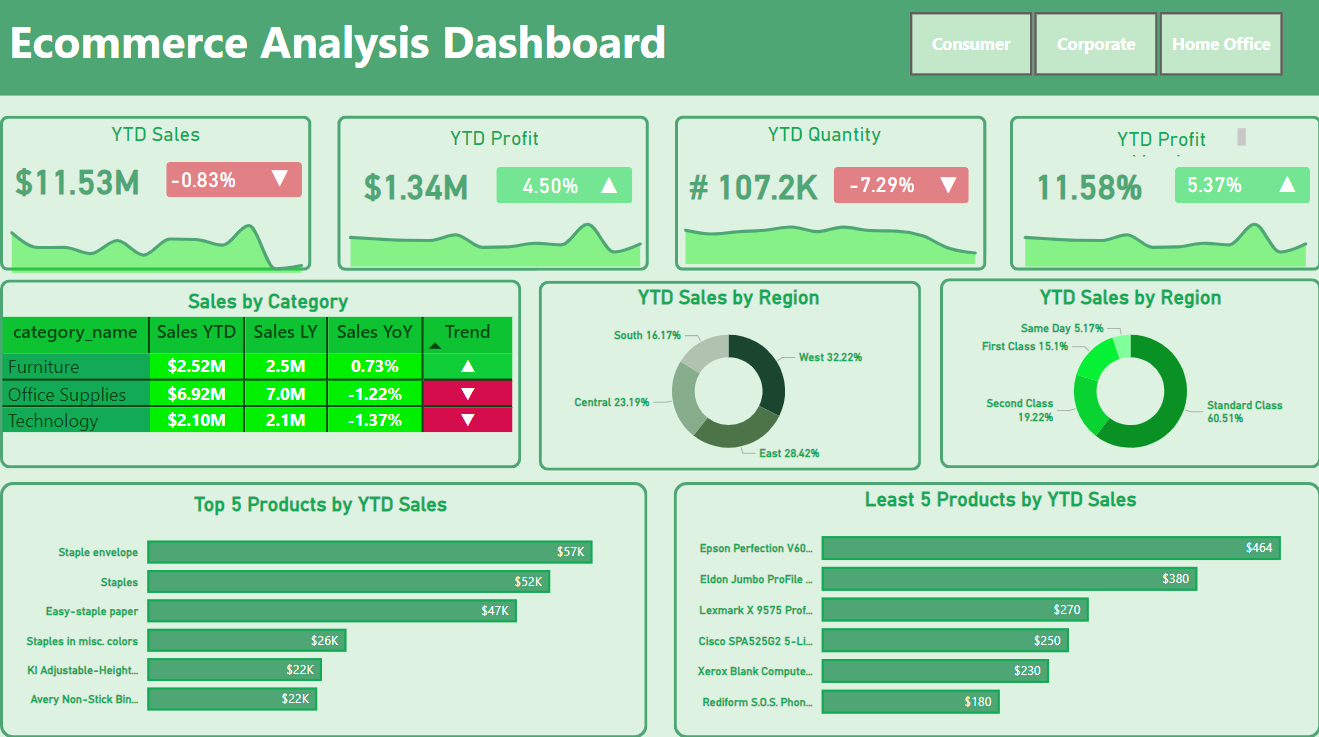 Ecommerce Analysis Dashboard
Consumer
Corporate
Home Office
YTD Sales
$11.53M
-0.83% ▼
YTD Profit
$1.34M
4.50% ▲
YTD Quantity
# 107.2K
-7.29% ▼
YTD Profit
11.58%
5.37% ▲
Sales by Category
category_name Sales YTD Sales LY Sales YoY Trend
Furniture $2.52M 2.5M 0.73% ▲
Office Supplies $6.92M 7.0M -1.22% ▼
Technology $2.10M 2.1M -1.37% ▼
YTD Sales by Region
South 16.17%
West 32.22%
Central 23.19%
East 28.42%
YTD Sales by Region
Same Day 5.17%
First Class 15.1%
Second Class
19.22%
Standard Class
60.51%
Top 5 Products by YTD Sales
Staple envelope $57K
Staples $52K
Easy-staple paper $47K
Staples in misc. colors $26K
KI Adjustable-Height... $22K
Avery Non-Stick Bin... $22K
Least 5 Products by YTD Sales
Epson Perfection V60... $464
Eldon Jumbo ProFile ... $380
Lexmark X 9575 Prof... $270
Cisco SPA525G2 5-Li... $250
Xerox Blank Compute... $230
Rediform S.O.S. Phon... $180